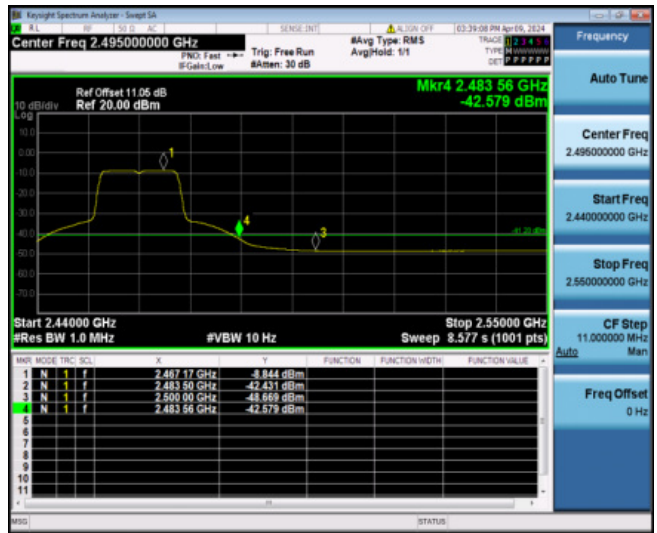 Keysight Spectrum Analyzer - Swept SA
RL RF 50 Ω AC SENSE:INT ALIGN OFF 03:39:08 PM Apr 09, 2024
Center Freq 2.495000000 GHz
PNO: Fast
IFGain:Low
Trig: Free Run
#Atten: 30 dB
#Avg Type: RMS
Avg|Hold: 1/1
TRACE 1 2 3 4 5 6
TYPE M WWWWW
DET P P P P P P
Mkr4 2.483 56 GHz
-42.579 dBm
Ref Offset 11.05 dB
10 dB/div Ref 20.00 dBm
Log
10.0
0.00
-10.0
-20.0
-30.0
-40.0
-50.0
-60.0
-70.0
1
4
3
-41.20 dBm
Start 2.44000 GHz Stop 2.55000 GHz
#Res BW 1.0 MHz #VBW 10 Hz Sweep 8.577 s (1001 pts)
MKR MODE TRC SCL X Y FUNCTION FUNCTION WIDTH FUNCTION VALUE
1 N 1 f 2.467 17 GHz -8.844 dBm
2 N 1 f 2.483 50 GHz -42.431 dBm
3 N 1 f 2.500 00 GHz -48.669 dBm
4 N 1 f 2.483 56 GHz -42.579 dBm
5
6
7
8
9
10
11
MSG STATUS
Frequency
Auto Tune
Center Freq
2.495000000 GHz
Start Freq
2.440000000 GHz
Stop Freq
2.550000000 GHz
CF Step
11.000000 MHz
Auto Man
Freq Offset
0 Hz